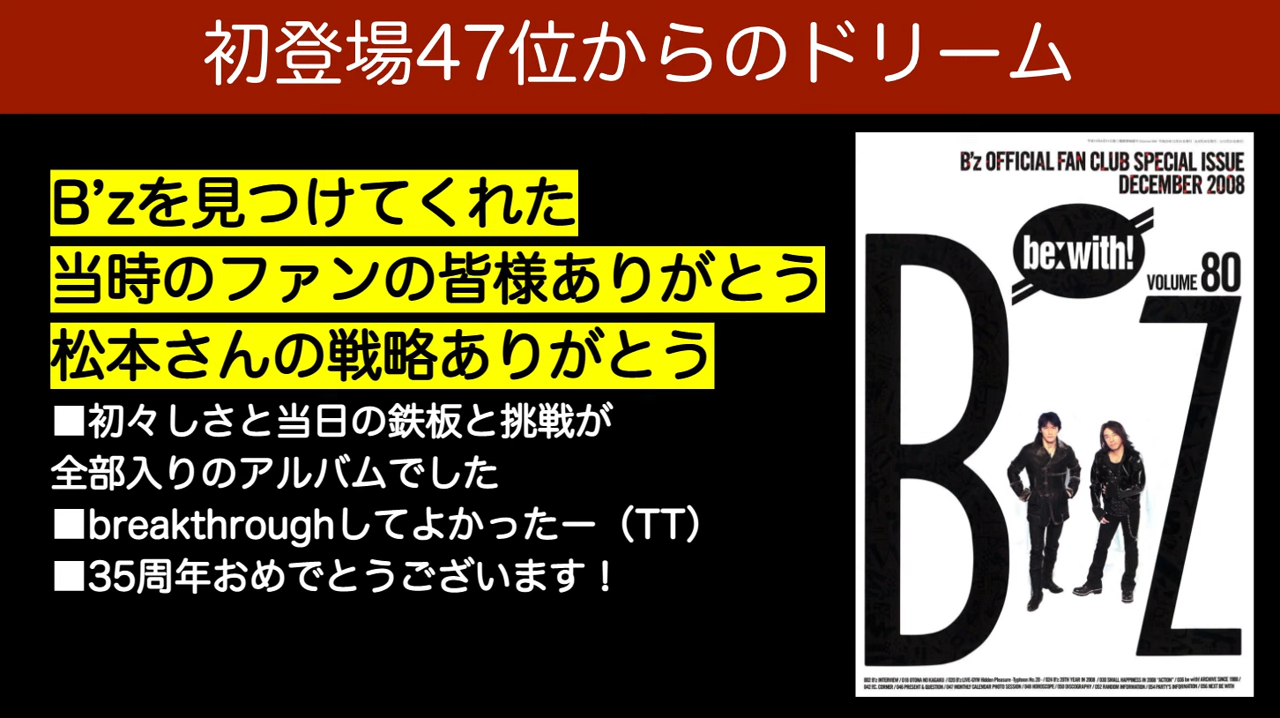 初登場47位からのドリーム
B'zを見つけてくれた
当時のファンの皆様ありがとう
松本さんの戦略ありがとう
■初々しさと当日の鉄板と挑戦が
全部入りのアルバムでした
■breakthroughしてよかったー（TT）
■35周年おめでとうございます！
B'z OFFICIAL FAN CLUB SPECIAL ISSUE
DECEMBER 2008
be:with!
VOLUME 80
B'z